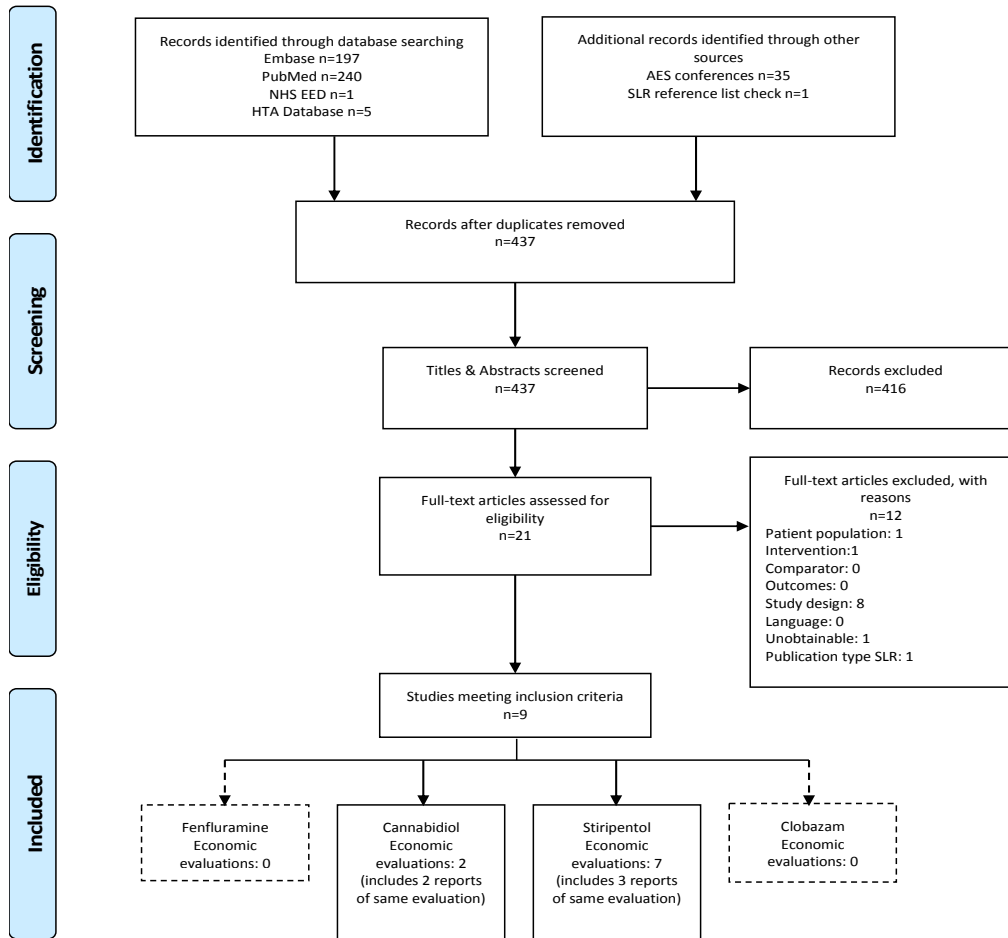 Identification
Records identified through database searching
Embase n=197
PubMed n=240
NHS EED n=1
HTA Database n=5
Additional records identified through other
sources
AES conferences n=35
SLR reference list check n=1
Records after duplicates removed
n=437
Screening
Titles & Abstracts screened
n=437
Records excluded
n=416
Eligibility
Full-text articles assessed for
eligibility
n=21
Full-text articles excluded, with
reasons
n=12
Patient population: 1
Intervention:1
Comparator: 0
Outcomes: 0
Study design: 8
Language: 0
Unobtainable: 1
Publication type SLR: 1
Included
Studies meeting inclusion criteria
n=9
Fenfluramine
Economic
evaluations: 0
Cannabidiol
Economic
evaluations: 2
(includes 2 reports
of same evaluation)
Stiripentol
Economic
evaluations: 7
(includes 3 reports
of same evaluation)
Clobazam
Economic
evaluations: 0